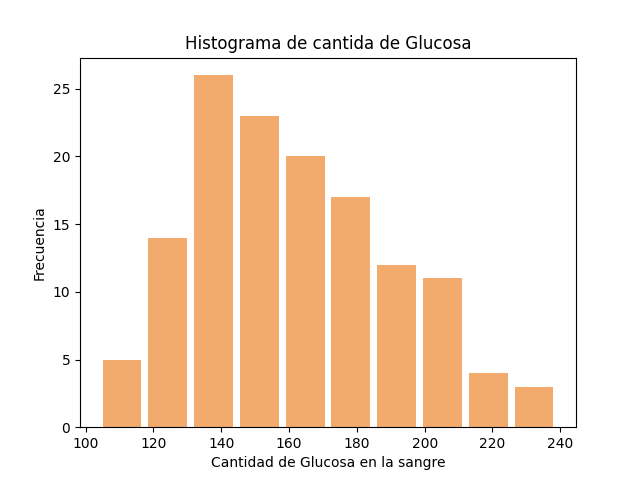 Histograma de cantida de Glucosa
25
20
15
10
5
0
Frecuencia
100 120 140 160 180 200 220 240
Cantidad de Glucosa en la sangre